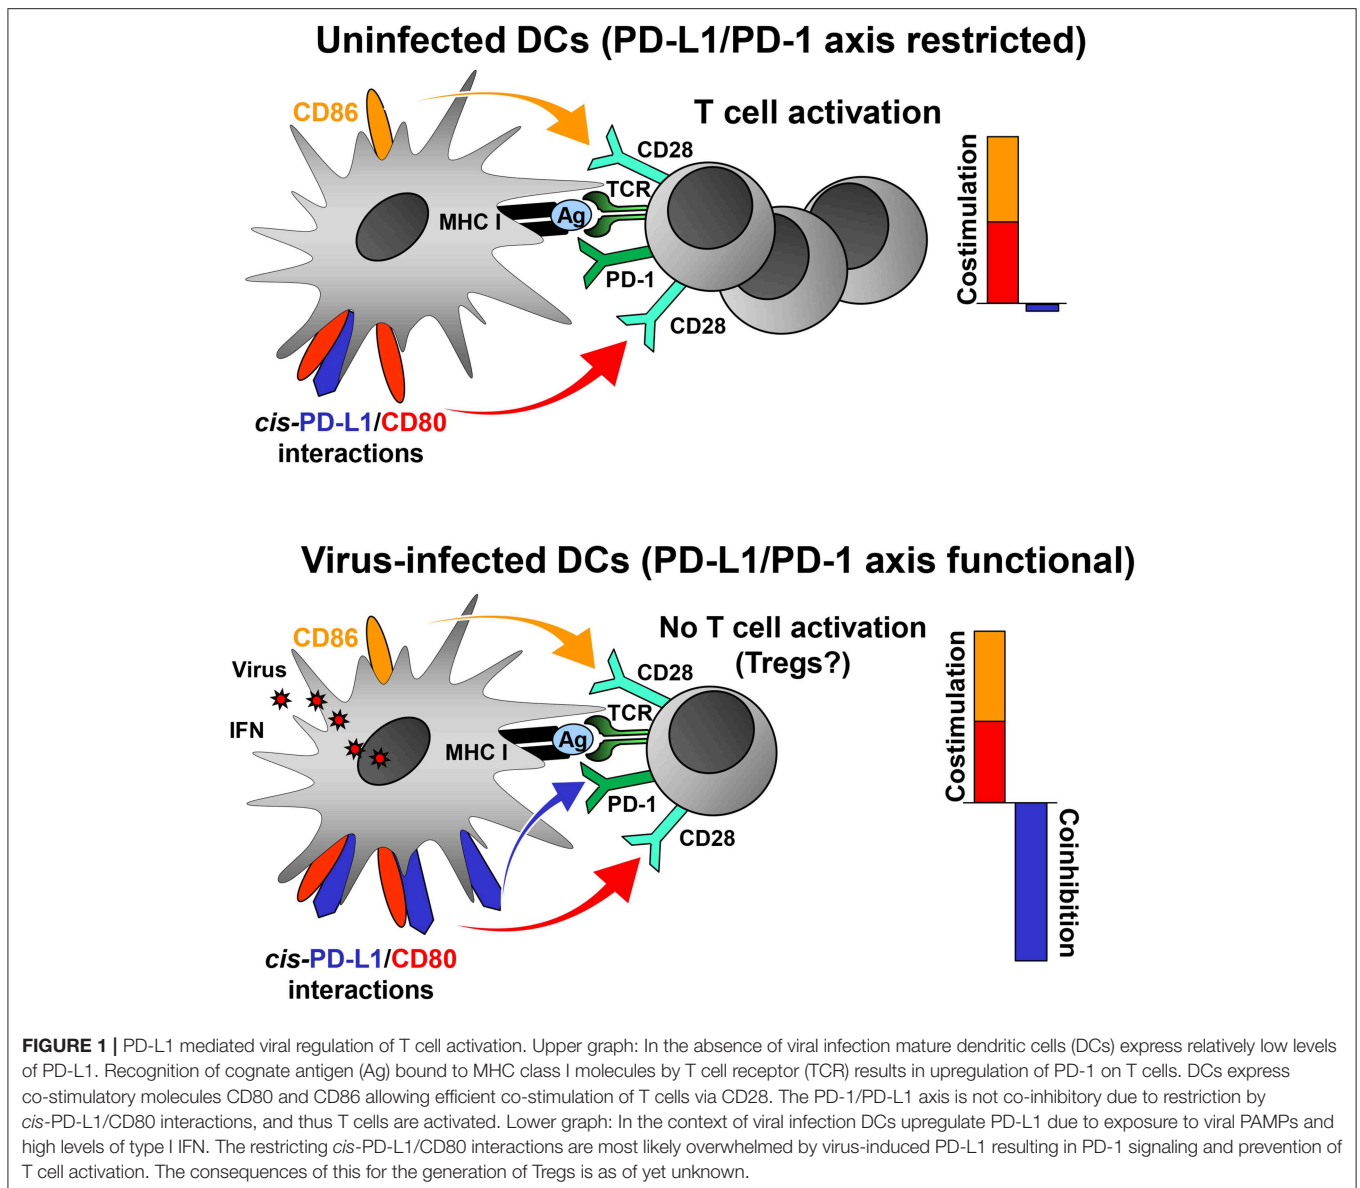 Uninfected DCs (PD-L1/PD-1 axis restricted)
CD86
T cell activation
CD28
TCR
MHC I
Ag
PD-1
CD28
Costimulation
cis-PD-L1/CD80
interactions
Virus-infected DCs (PD-L1/PD-1 axis functional)
CD86
No T cell activation
(Tregs?)
Virus
IFN
CD28
TCR
MHC I
Ag
PD-1
CD28
Costimulation
Coinhibition
cis-PD-L1/CD80
interactions
FIGURE 1 | PD-L1 mediated viral regulation of T cell activation. Upper graph: In the absence of viral infection mature dendritic cells (DCs) express relatively low levels
of PD-L1. Recognition of cognate antigen (Ag) bound to MHC class I molecules by T cell receptor (TCR) results in upregulation of PD-1 on T cells. DCs express
co-stimulatory molecules CD80 and CD86 allowing efficient co-stimulation of T cells via CD28. The PD-1/PD-L1 axis is not co-inhibitory due to restriction by
cis-PD-L1/CD80 interactions, and thus T cells are activated. Lower graph: In the context of viral infection DCs upregulate PD-L1 due to exposure to viral PAMPs and
high levels of type I IFN. The restricting cis-PD-L1/CD80 interactions are most likely overwhelmed by virus-induced PD-L1 resulting in PD-1 signaling and prevention of
T cell activation. The consequences of this for the generation of Tregs is as of yet unknown.